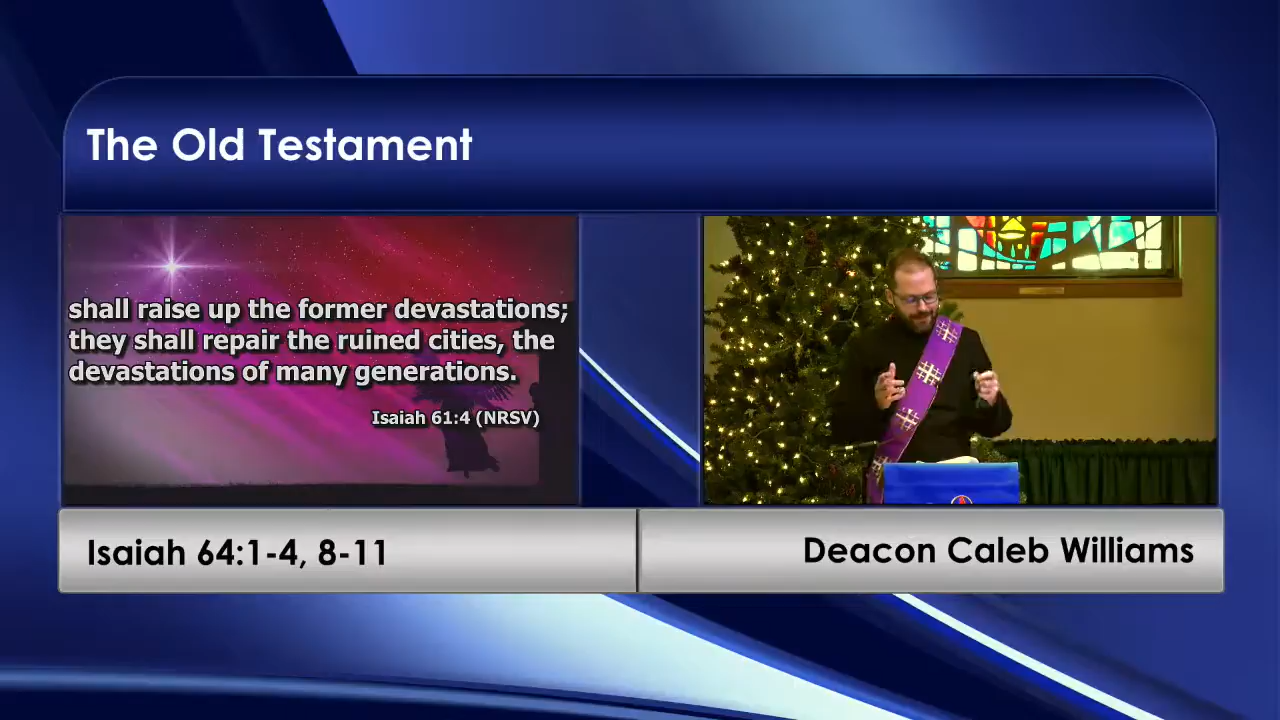 The Old Testament
shall raise up the former devastations;
they shall repair the ruined cities, the
devastations of many generations.
Isaiah 61:4 (NRSV)
Isaiah 64:1-4, 8-11
Deacon Caleb Williams